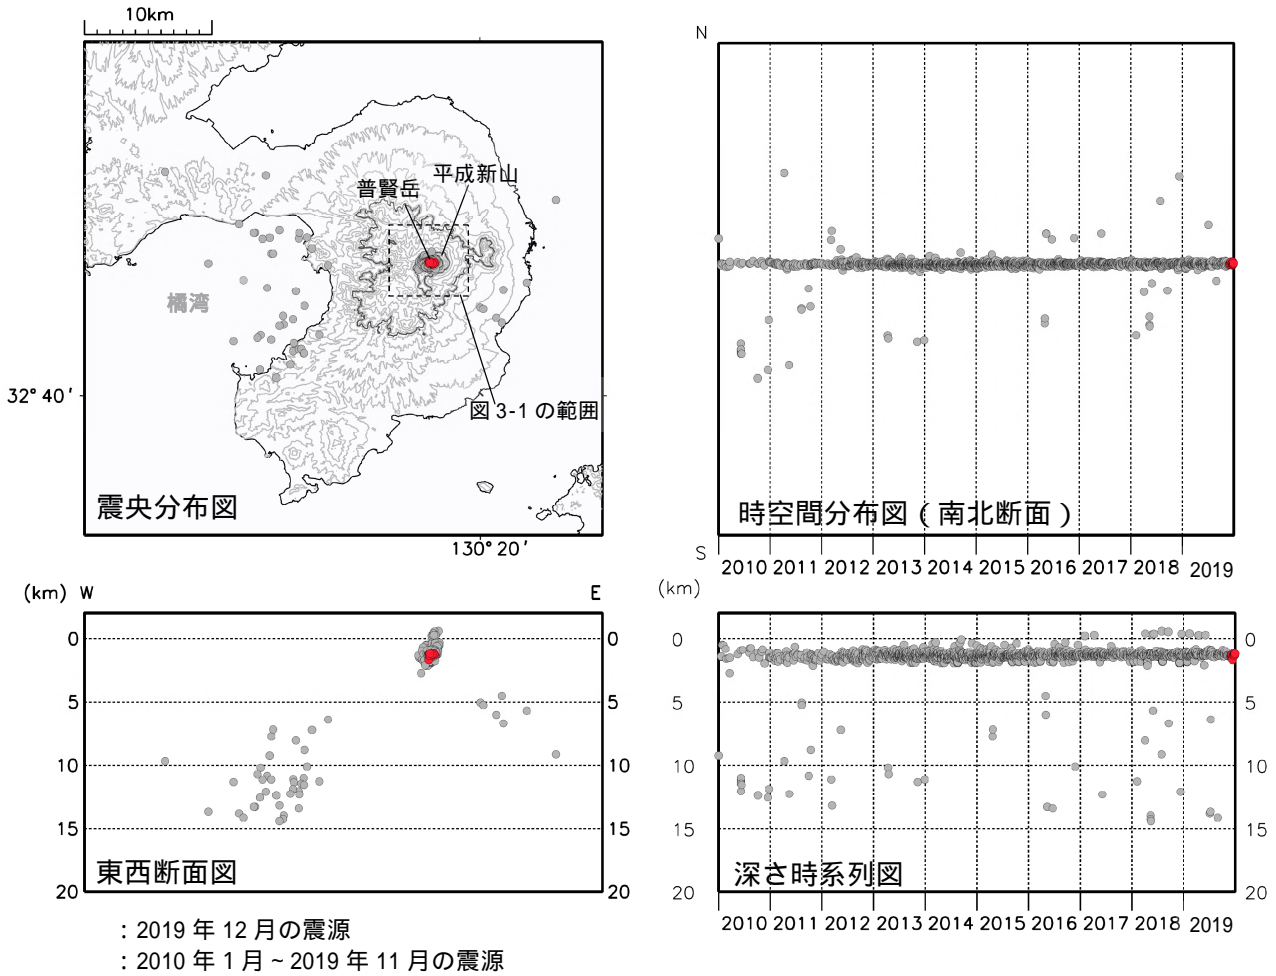 10km
普賢岳
平成新山
橘湾
32°40′
図 3-1 の範囲
震央分布図
130°20′
N
時空間分布図 ( 南北断面 )
S
2010 2011 2012 2013 2014 2015 2016 2017 2018 2019
(km) W E
0 0
5 5
10 10
15 15
20 20
東西断面図
(km)
0 0
5 5
10 10
15 15
20 20
深さ時系列図
2010 2011 2012 2013 2014 2015 2016 2017 2018 2019
: 2019 年 12 月の震源
: 2010 年 1 月 ~ 2019 年 11 月の震源